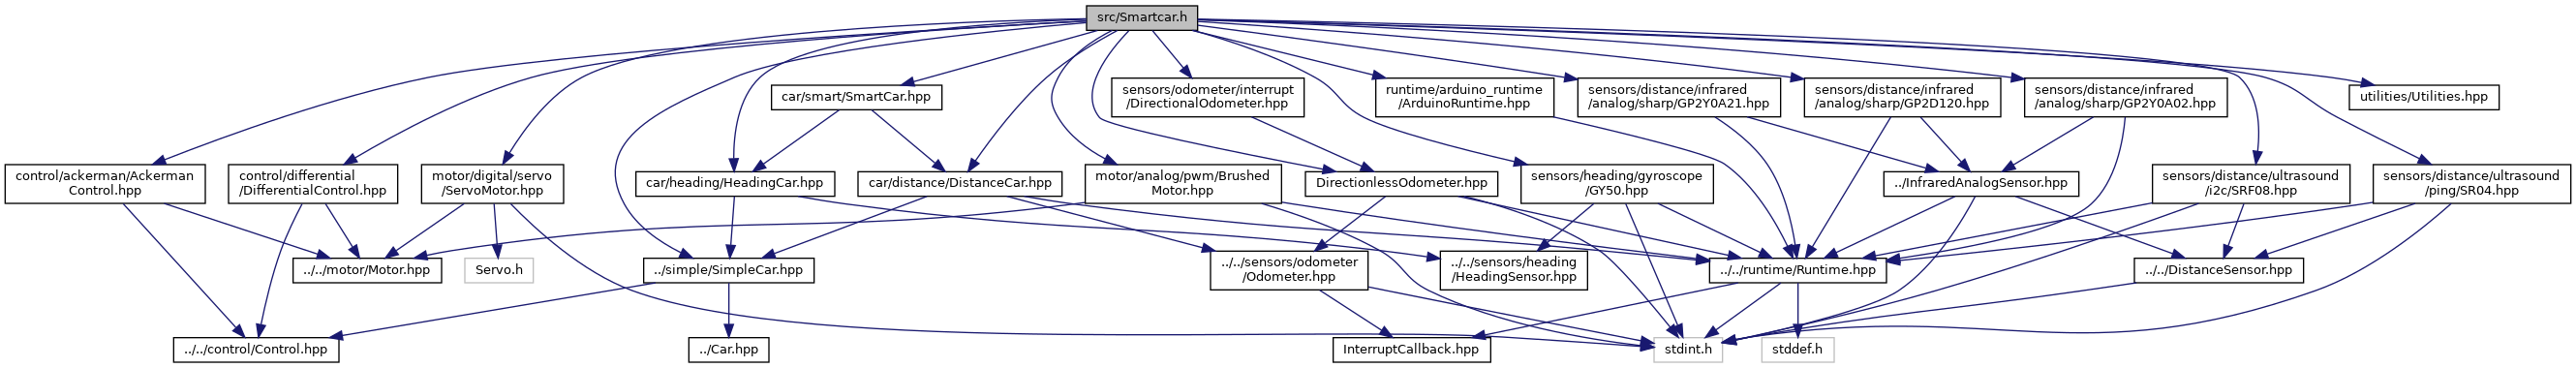 src/Smartcar.h
car/smart/SmartCar.hpp
sensors/odometer/interrupt
/DirectionalOdometer.hpp
runtime/arduino_runtime
/ArduinoRuntime.hpp
sensors/distance/infrared
/analog/sharp/GP2Y0A21.hpp
sensors/distance/infrared
/analog/sharp/GP2D120.hpp
sensors/distance/infrared
/analog/sharp/GP2Y0A02.hpp
utilities/Utilities.hpp
control/ackerman/Ackerman
Control.hpp
control/differential
/DifferentialControl.hpp
motor/digital/servo
/ServoMotor.hpp
car/heading/HeadingCar.hpp
car/distance/DistanceCar.hpp
motor/analog/pwm/Brushed
Motor.hpp
DirectionlessOdometer.hpp
sensors/heading/gyroscope
/GY50.hpp
../InfraredAnalogSensor.hpp
sensors/distance/ultrasound
/i2c/SRF08.hpp
sensors/distance/ultrasound
/ping/SR04.hpp
../../motor/Motor.hpp
Servo.h
../simple/SimpleCar.hpp
../../sensors/odometer
/Odometer.hpp
../../sensors/heading
/HeadingSensor.hpp
../../runtime/Runtime.hpp
../../DistanceSensor.hpp
../../control/Control.hpp
../Car.hpp
InterruptCallback.hpp
stdint.h
stddef.h